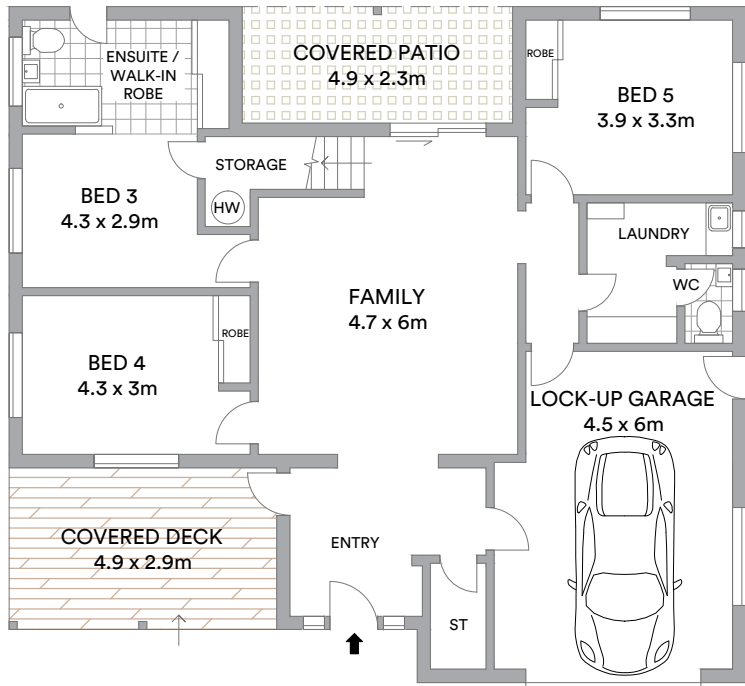 ENSUITE /
WALK-IN
ROBE
COVERED PATIO
4.9 x 2.3m
ROBE
BED 5
3.9 x 3.3m
STORAGE
HW
BED 3
4.3 x 2.9m
LAUNDRY
WC
FAMILY
4.7 x 6m
ROBE
BED 4
4.3 x 3m
LOCK-UP GARAGE
4.5 x 6m
COVERED DECK
4.9 x 2.9m
ENTRY
ST